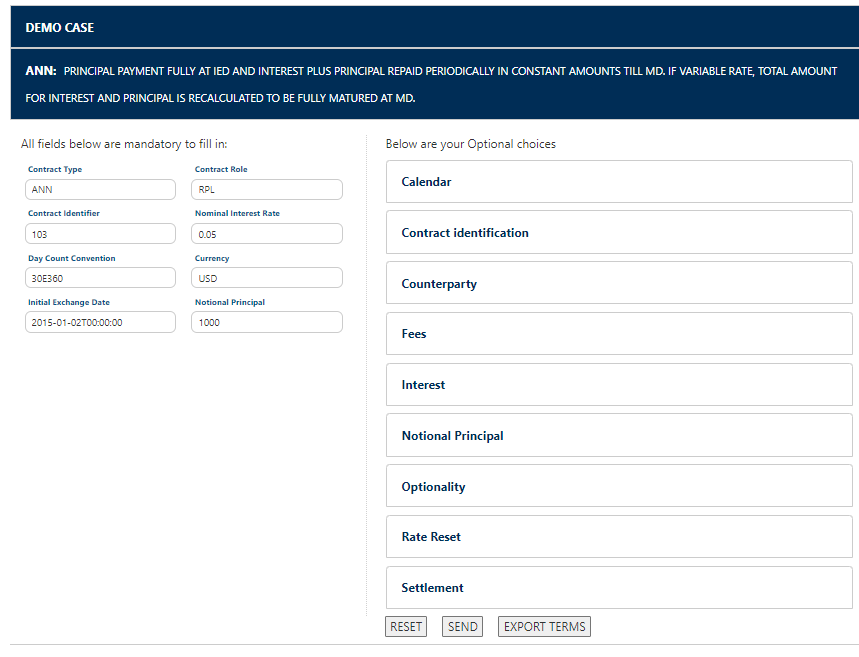 DEMO CASE
ANN: PRINCIPAL PAYMENT FULLY AT IED AND INTEREST PLUS PRINCIPAL REPAID PERIODICALLY IN CONSTANT AMOUNTS TILL MD. IF VARIABLE RATE, TOTAL AMOUNT
FOR INTEREST AND PRINCIPAL IS RECALCULATED TO BE FULLY MATURED AT MD.
All fields below are mandatory to fill in:
Contract Type
Contract Role
ANN
RPL
Contract Identifier
Nominal Interest Rate
103
0.05
Day Count Convention
Currency
30E360
USD
Initial Exchange Date
Notional Principal
2015-01-02T00:00:00
1000
Below are your Optional choices
Calendar
Contract identification
Counterparty
Fees
Interest
Notional Principal
Optionality
Rate Reset
Settlement
RESET
SEND
EXPORT TERMS